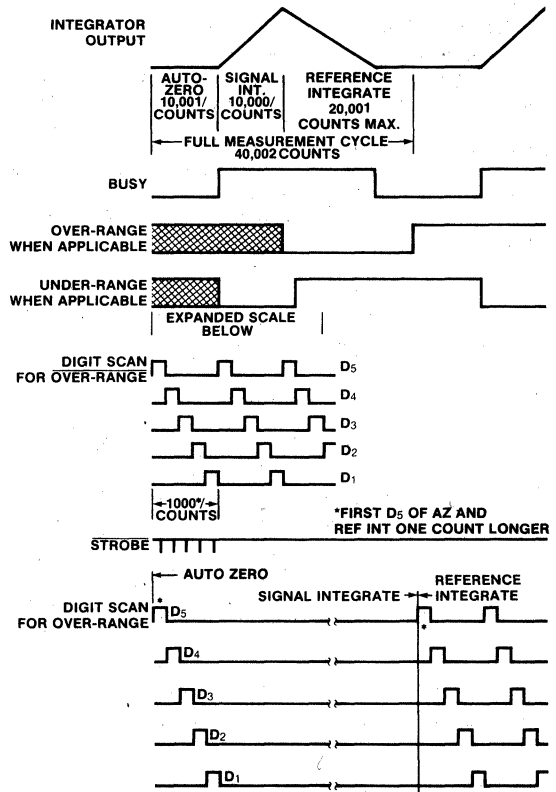 INTEGRATOR
OUTPUT
AUTO-
ZERO
10,001/
COUNTS
SIGNAL
INT.
10,000/
COUNTS
REFERENCE
INTEGRATE
20,001
COUNTS MAX.
FULL MEASUREMENT CYCLE
40,002 COUNTS
BUSY
OVER-RANGE
WHEN APPLICABLE
UNDER-RANGE
WHEN APPLICABLE
EXPANDED SCALE
BELOW
DIGIT SCAN
FOR OVER-RANGE
D5
D4
D3
D2
D1
1000*/
COUNTS
*FIRST D5 OF AZ AND
REF INT ONE COUNT LONGER
STROBE
AUTO ZERO
SIGNAL INTEGRATE
REFERENCE
INTEGRATE
DIGIT SCAN
FOR OVER-RANGE
*
D5
*
D4
D3
D2
D1